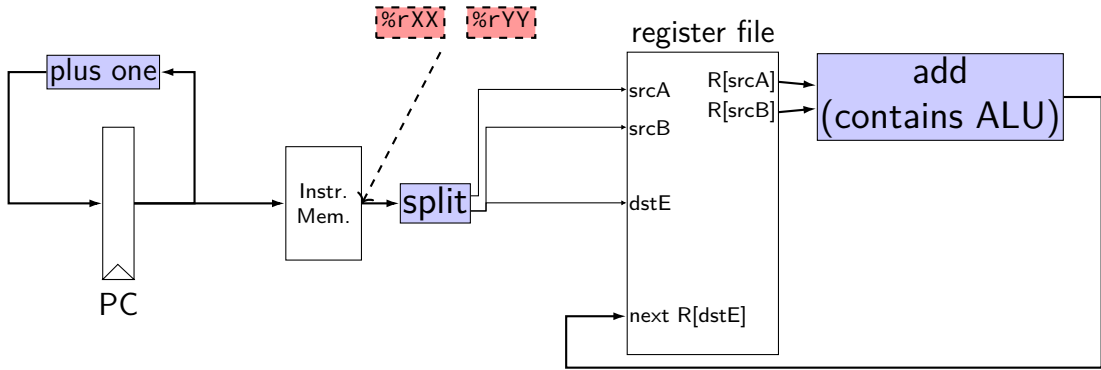 %rXX %rYY
register file
plus one
srcA
R[srcA]
srcB
R[srcB]
add
(contains ALU)
Instr.
Mem.
split
dstE
PC
next R[dstE]